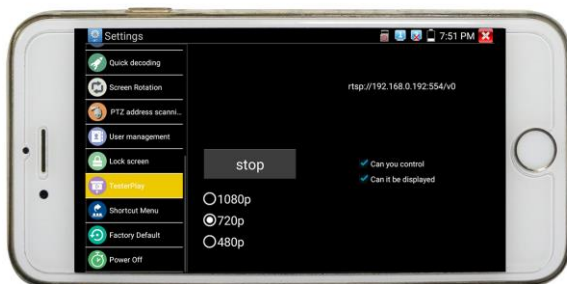 Settings
7:51 PM
Quick decoding
Screen Rotation
PTZ address scanni...
User management
Lock screen
TesterPlay
Shortcut Menu
Factory Default
Power Off
rtsp://192.168.0.192:554/v0
stop
Can you control
Can it be displayed
1080p
720p
480p